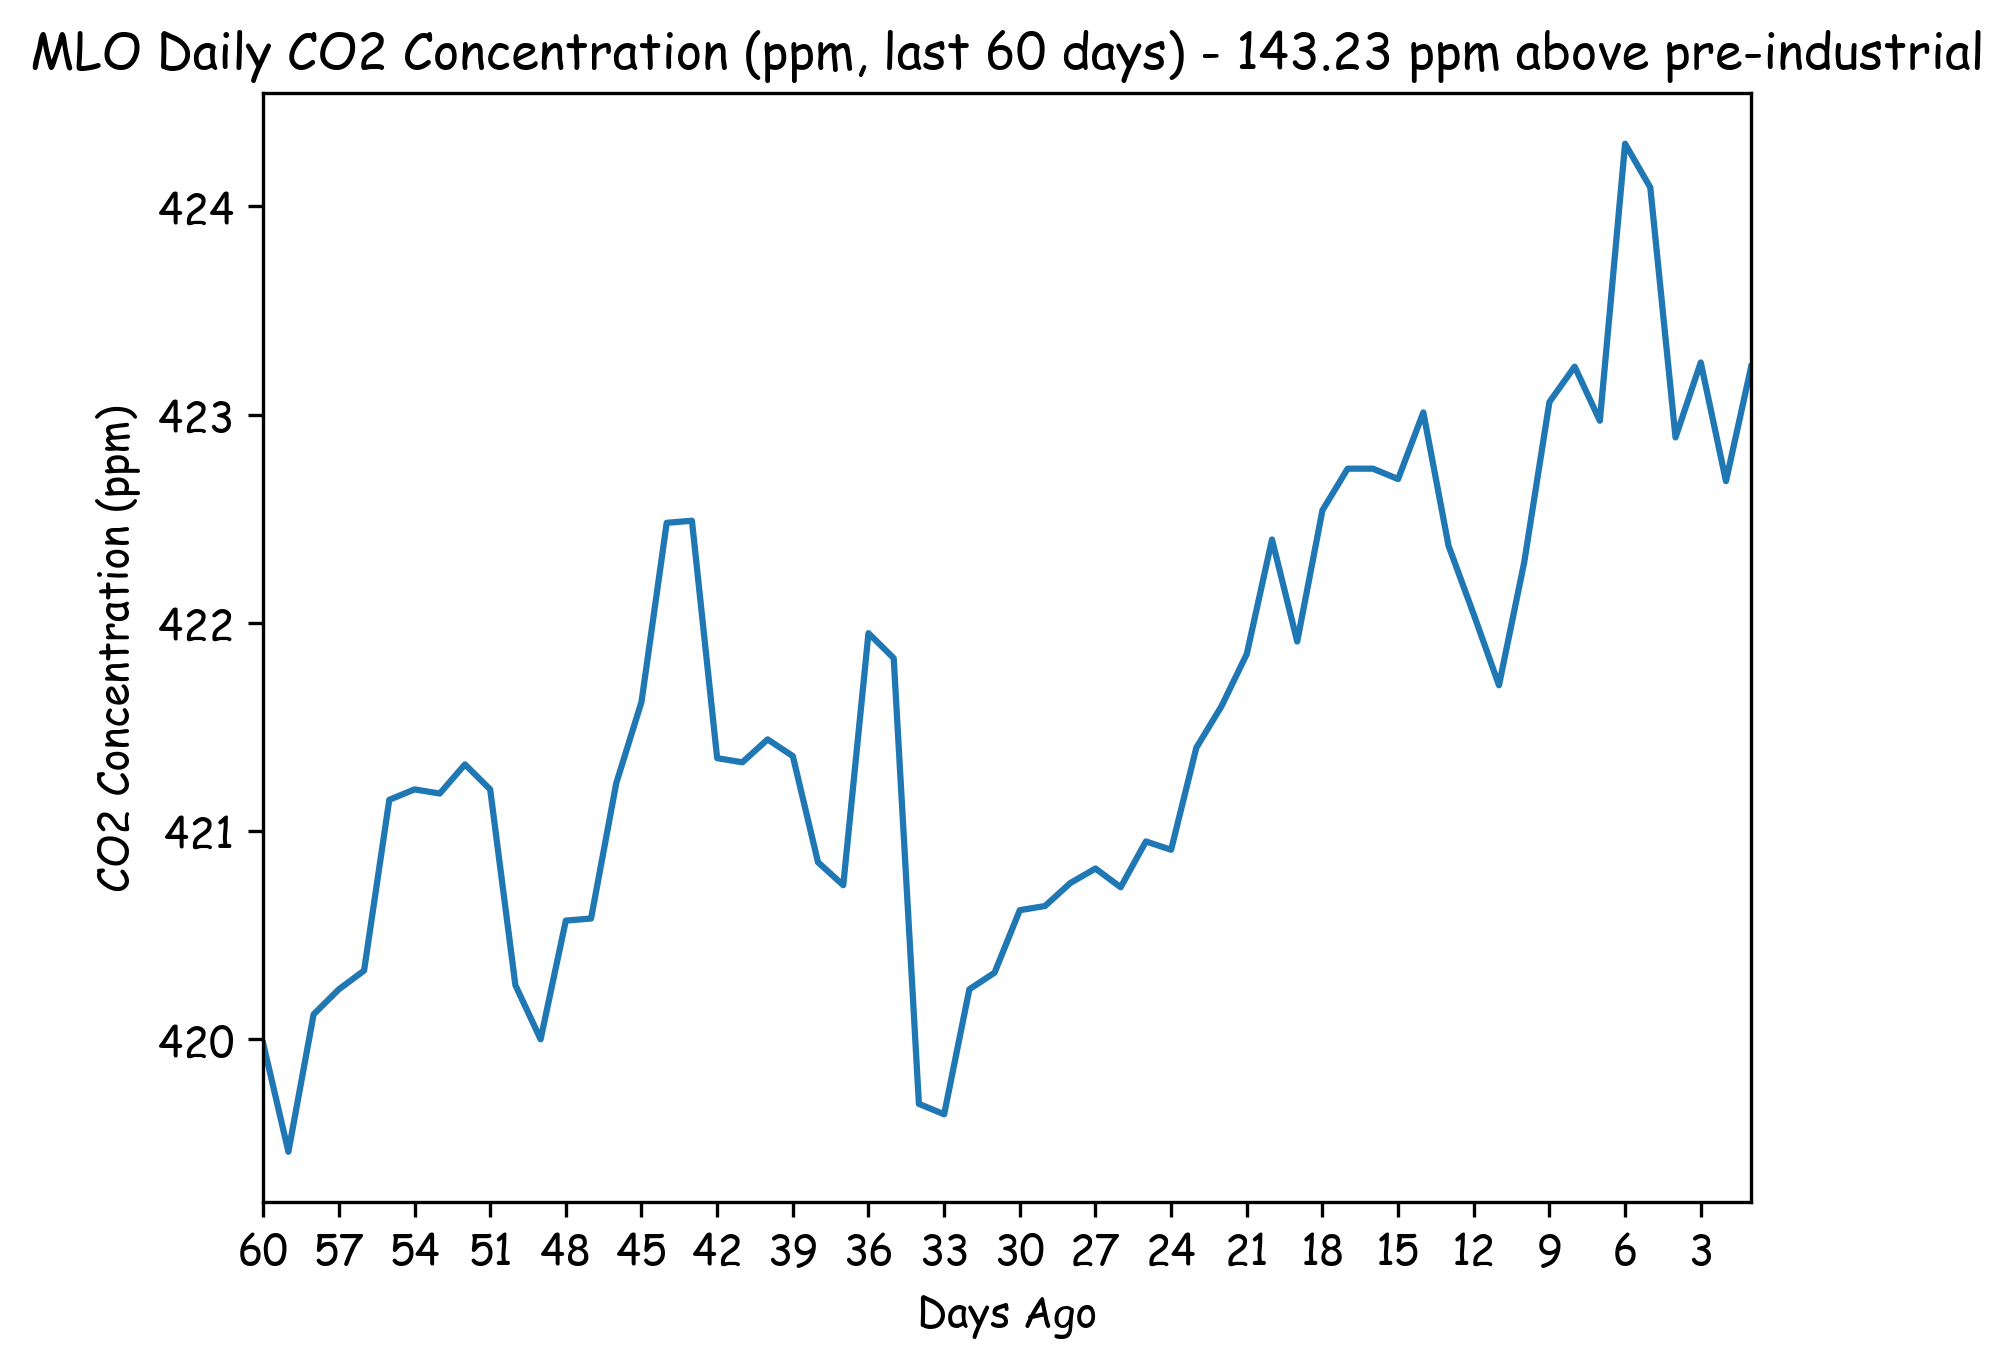 MLO Daily CO2 Concentration (ppm, last 60 days) - 143.23 ppm above pre-industrial
CO2 Concentration (ppm)
424
423
422
421
420
60 57 54 51 48 45 42 39 36 33 30 27 24 21 18 15 12 9 6 3
Days Ago